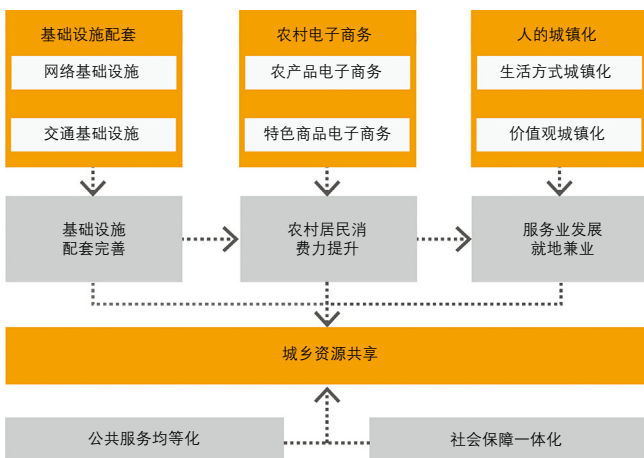 基础设施配套
网络基础设施
交通基础设施
农村电子商务
农产品电子商务
特色商品电子商务
人的城镇化
生活方式城镇化
价值观城镇化
基础设施
配套完善
农村居民消
费力提升
服务业发展
就地兼业
城乡资源共享
公共服务均等化
社会保障一体化